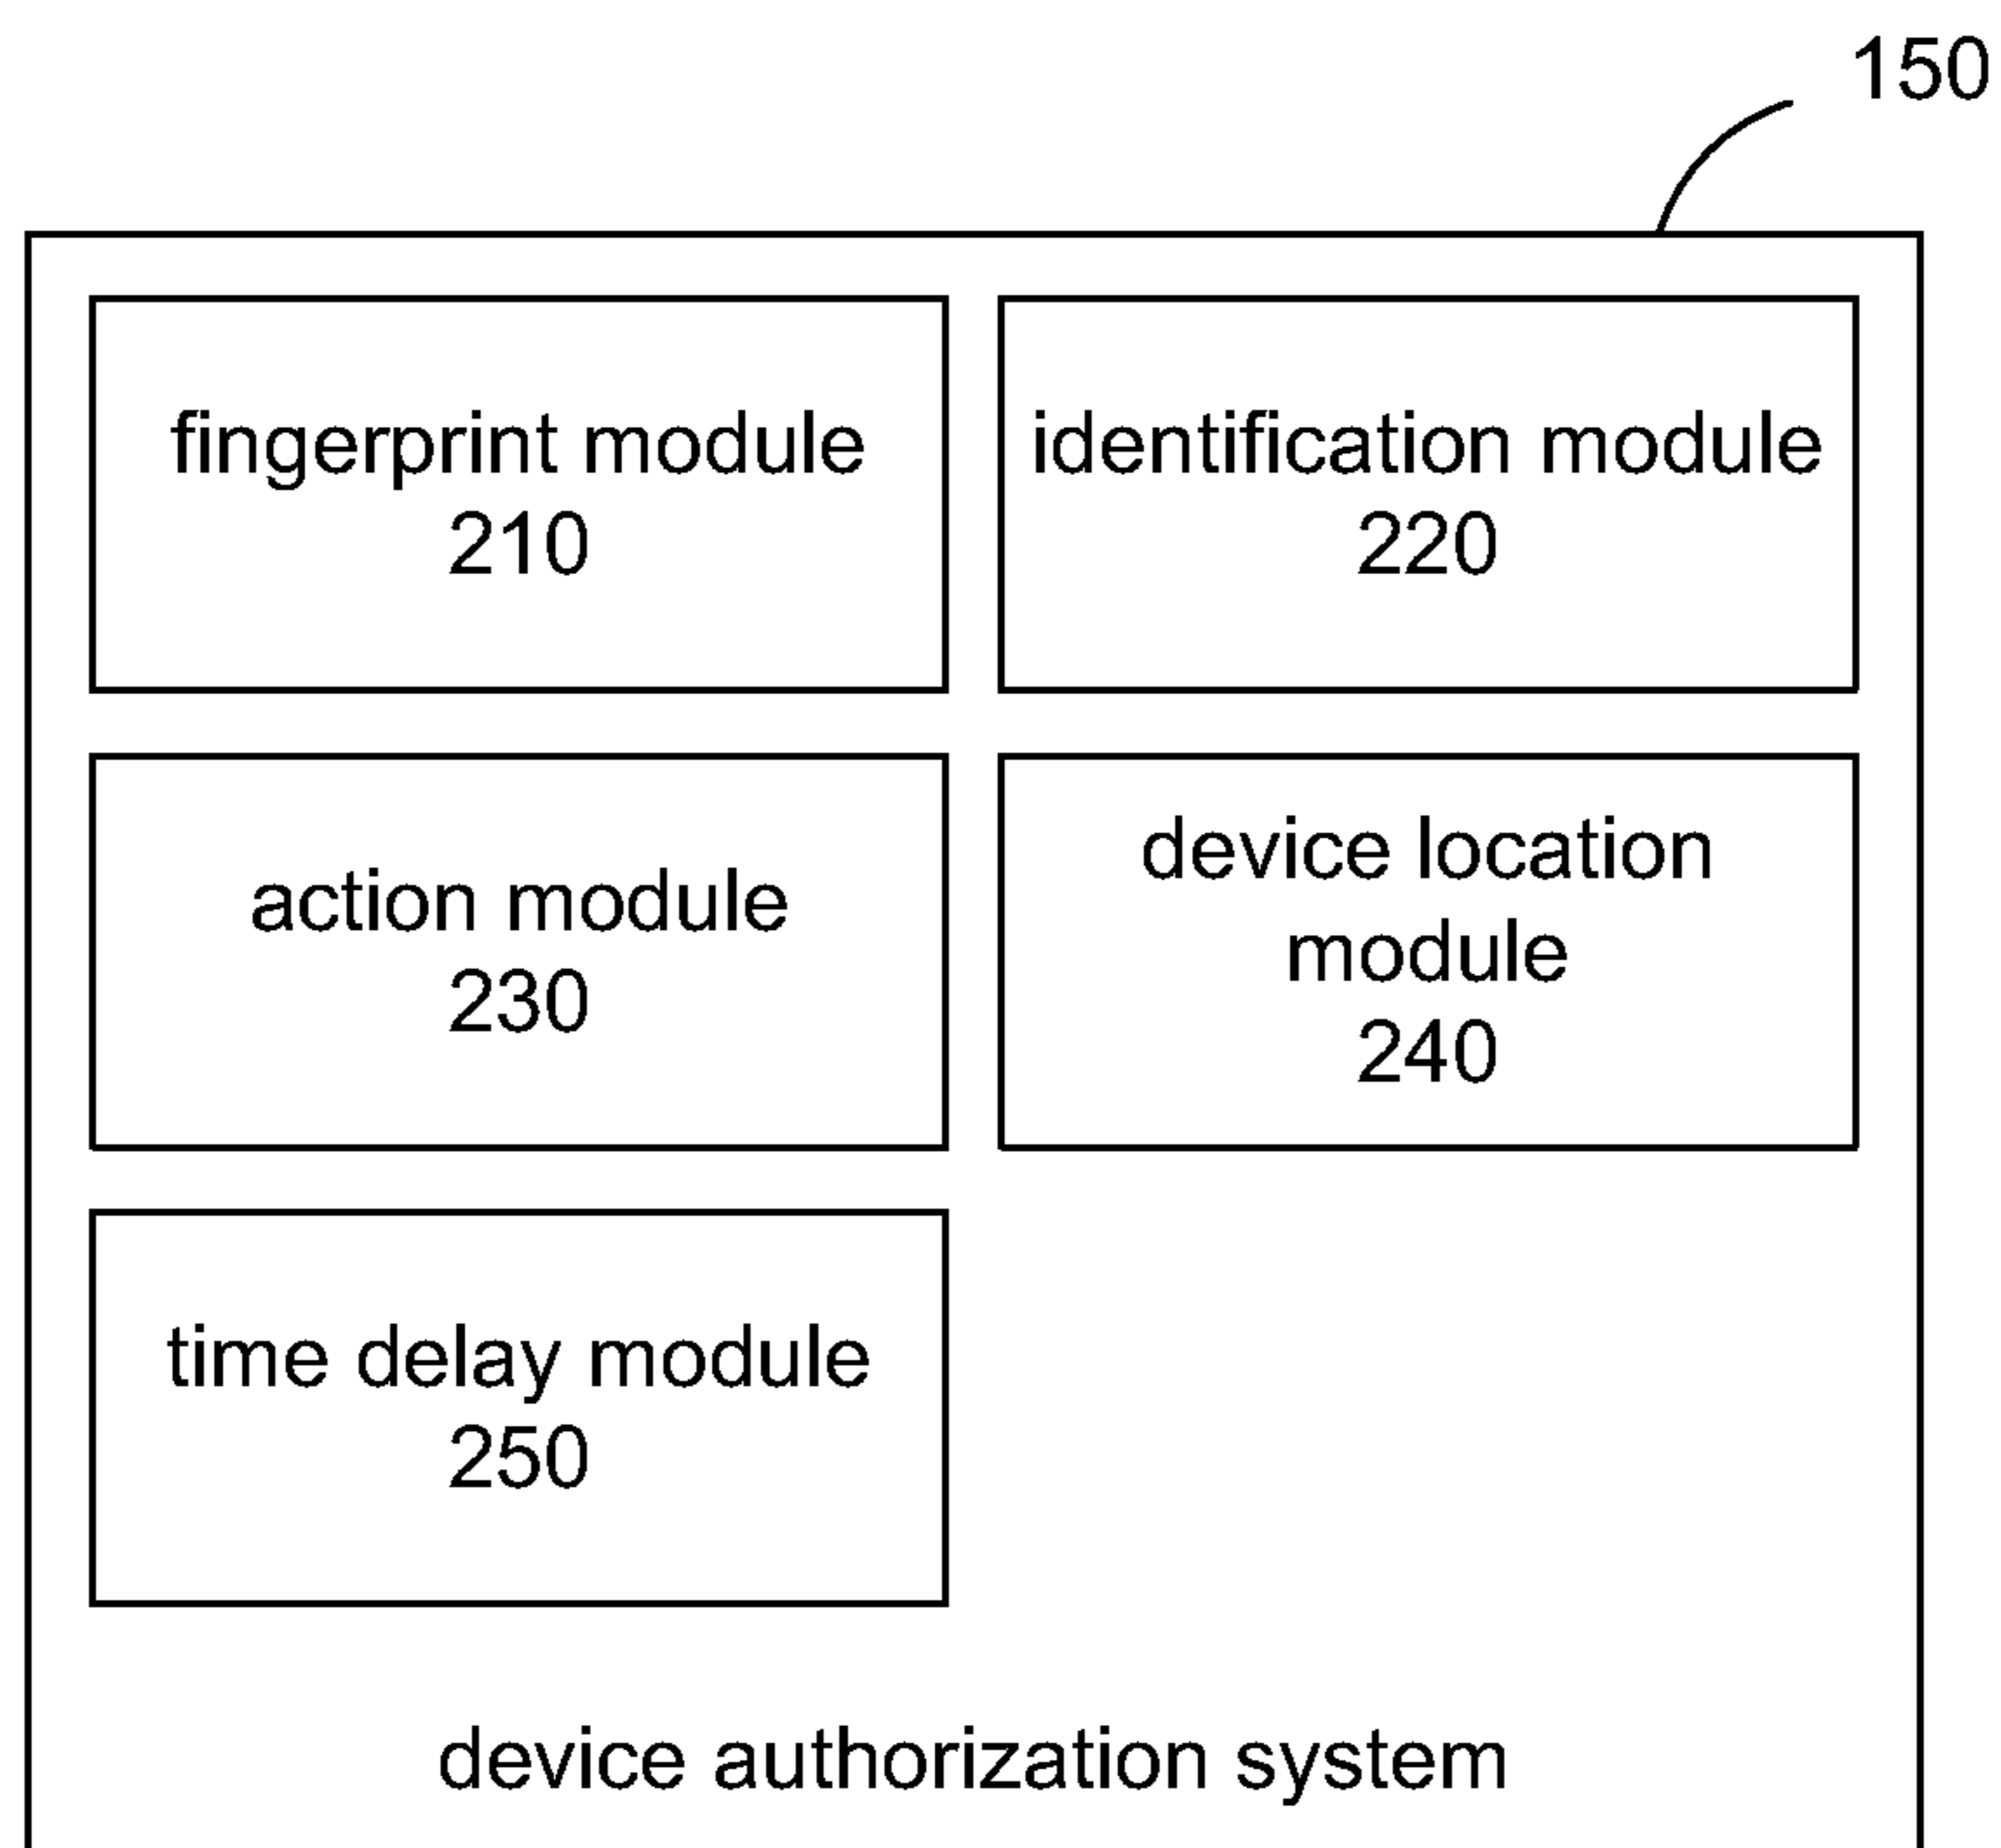 150
fingerprint module
210
identification module
220
action module
230
device location
module
240
time delay module
250
device authorization system